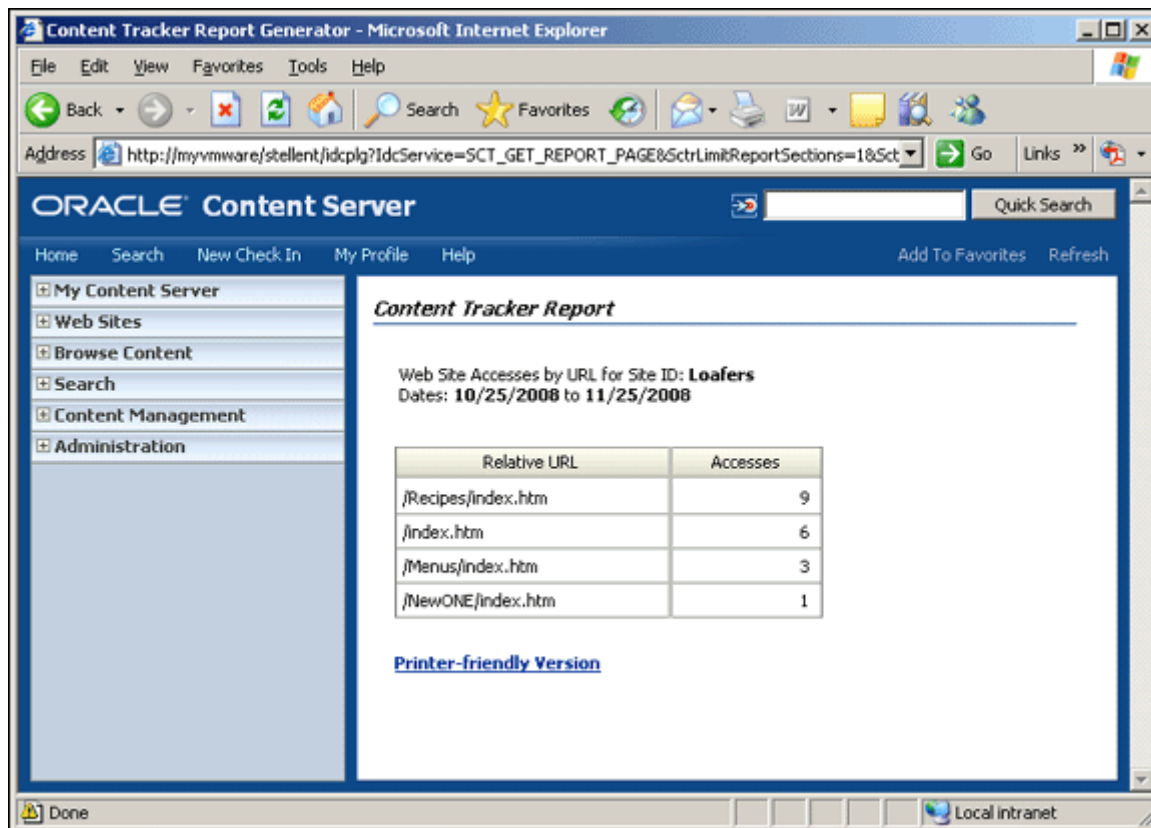 Content Tracker Report Generator - Microsoft Internet Explorer
File Edit View Favorites Tools Help
Back Search Favorites
Address http://myvmware/stellent/idcplg?IdcService=SCT_GET_REPORT_PAGE&SctrLimitReportSections=1&Sct Go Links »
ORACLE Content Server Quick Search
Home Search New Check In My Profile Help Add To Favorites Refresh
My Content Server
Web Sites
Browse Content
Search
Content Management
Administration
Content Tracker Report
Web Site Accesses by URL for Site ID: Loafers
Dates: 10/25/2008 to 11/25/2008
Relative URL Accesses
/Recipes/index.htm 9
/index.htm 6
/Menus/index.htm 3
/NewONE/index.htm 1
Printer-friendly Version
Done Local intranet